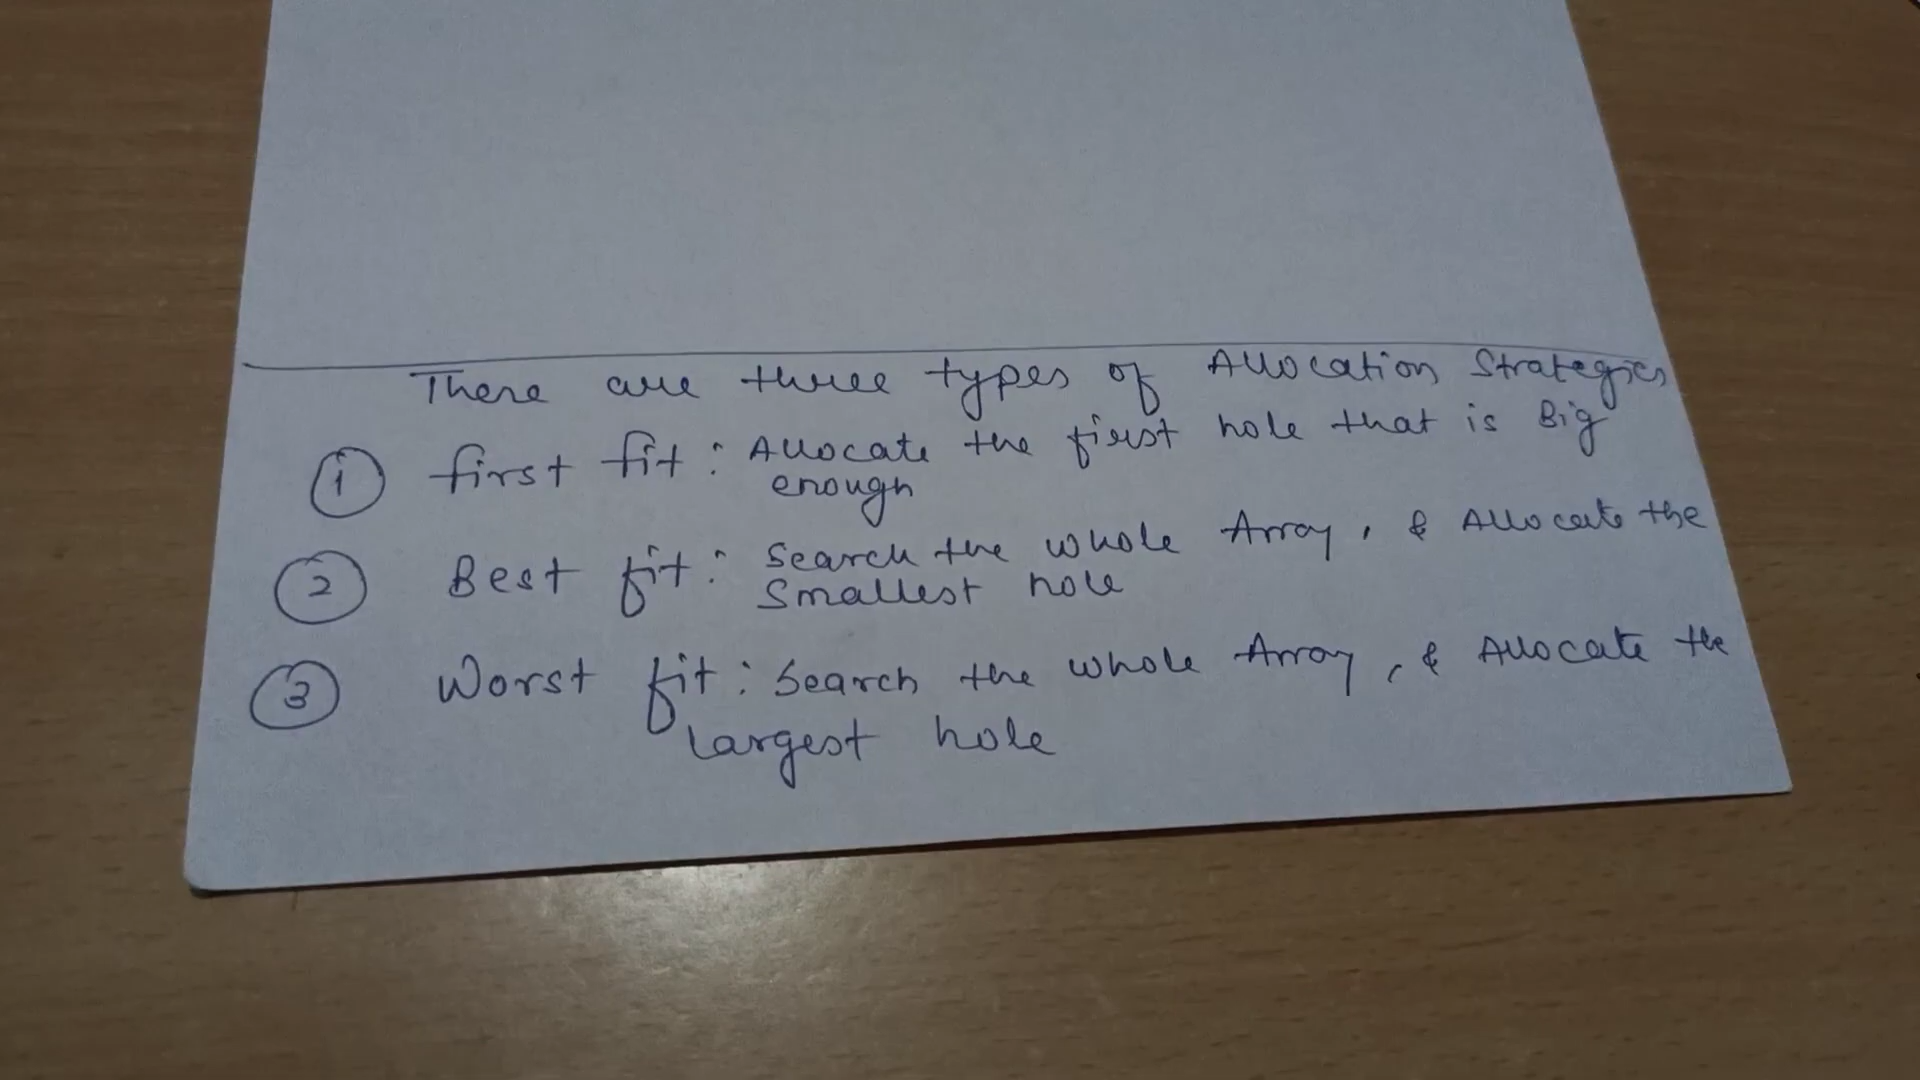 There are three types of Allocation Strategies
① first fit : Allocate the first hole that is Big
enough
② Best fit : Search the whole Array, & Allocate the
Smallest hole
③ Worst fit : Search the whole Array, & Allocate the
largest hole